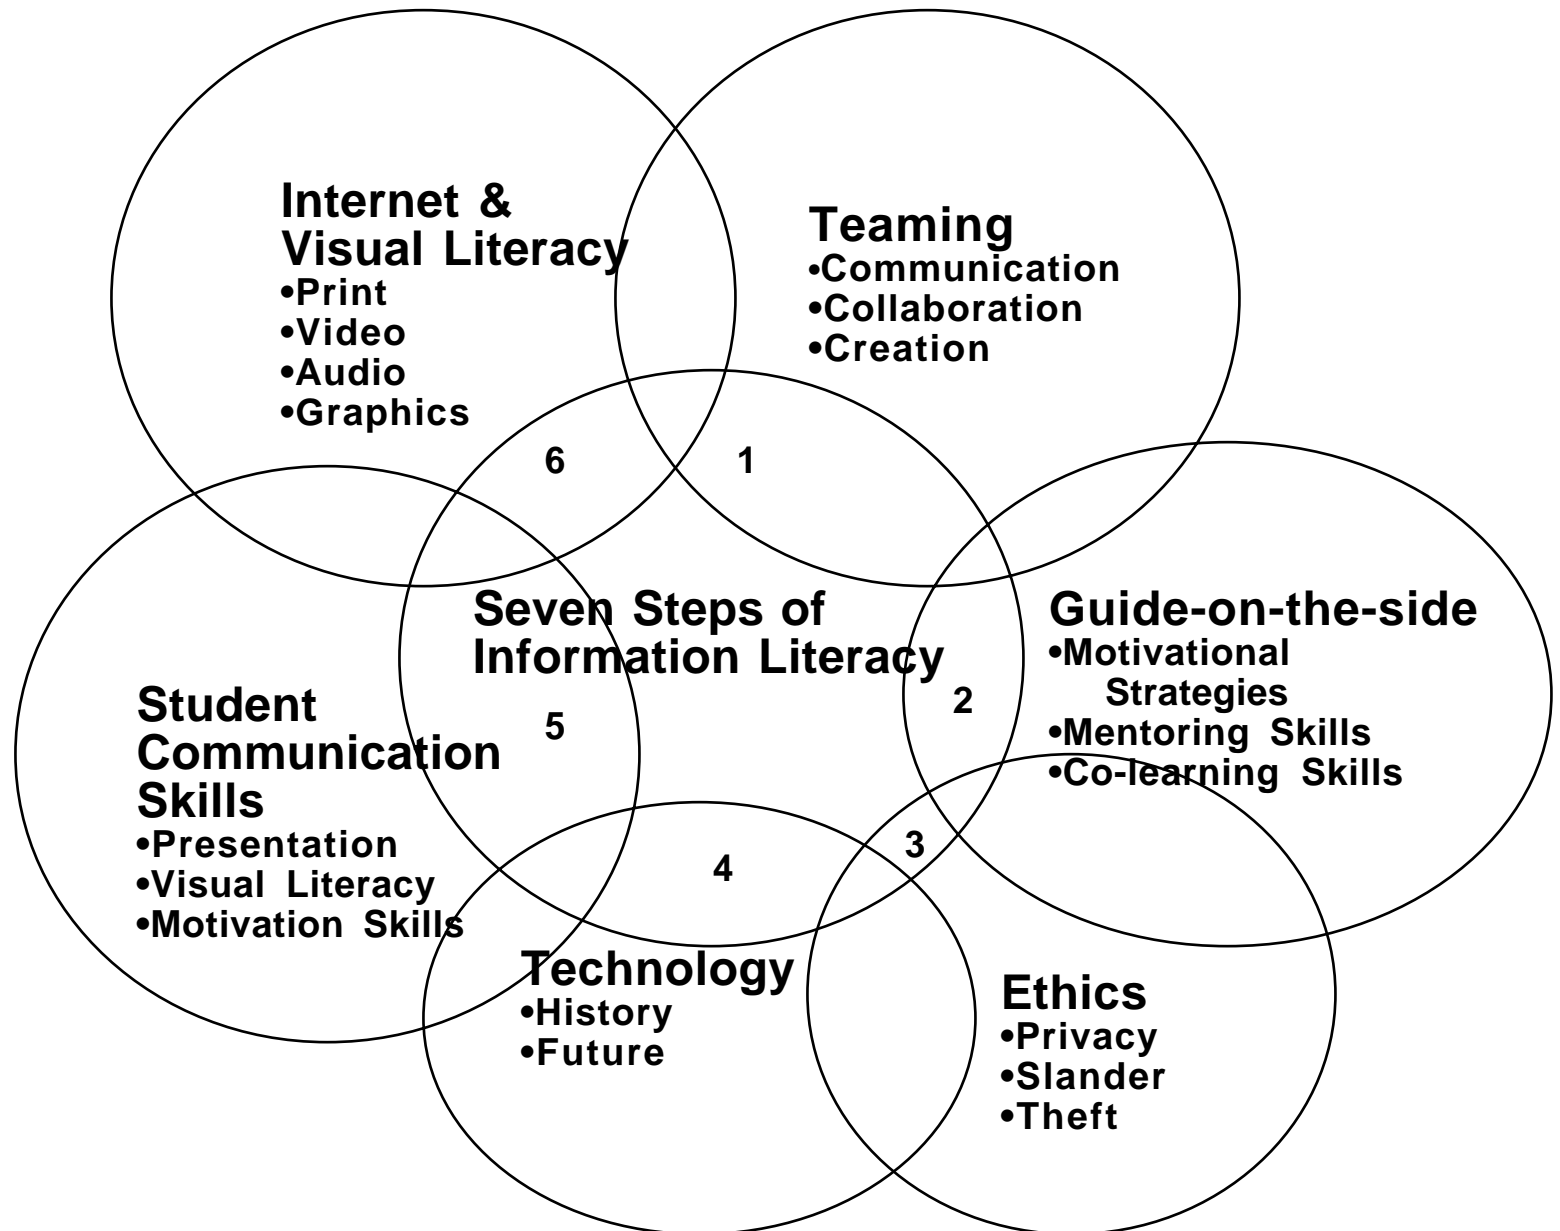 Internet &
Visual Literacy
•Print
•Video
•Audio
•Graphics
Teaming
•Communication
•Collaboration
•Creation
6
1
Seven Steps of
Information Literacy
Guide-on-the-side
•Motivational
Strategies
•Mentoring Skills
•Co-learning Skills
2
Student
Communication
Skills
•Presentation
•Visual Literacy
•Motivation Skills
5
4
3
Technology
•History
•Future
Ethics
•Privacy
•Slander
•Theft